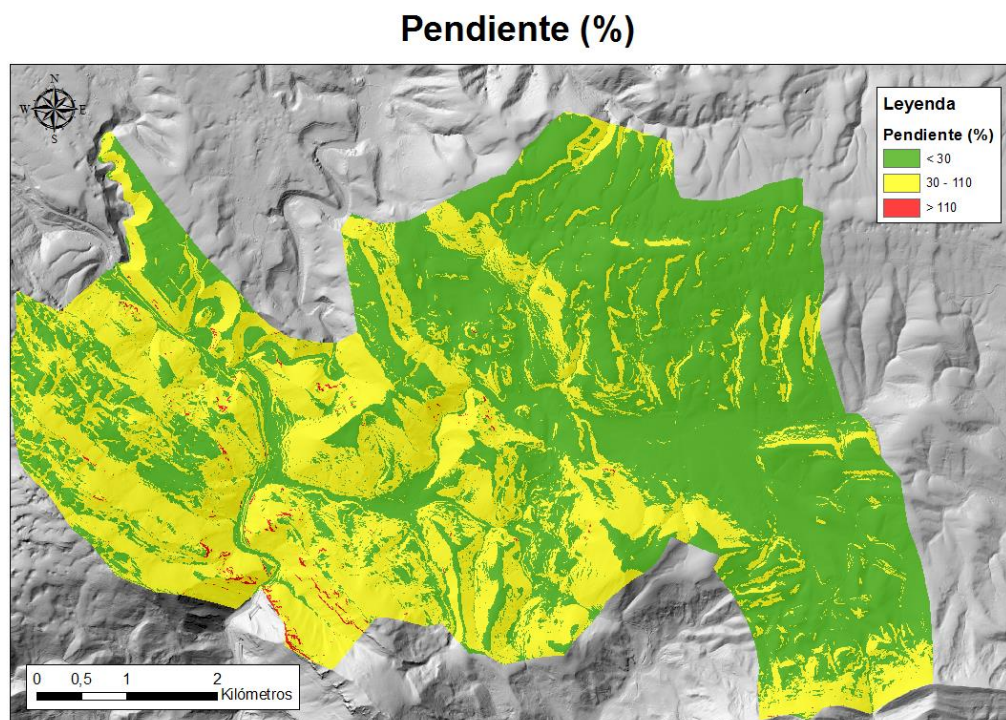 Pendiente (%)
N
W E
S
Leyenda
Pendiente (%)
< 30
30 - 110
> 110
0 0,5 1 2
Kilómetros